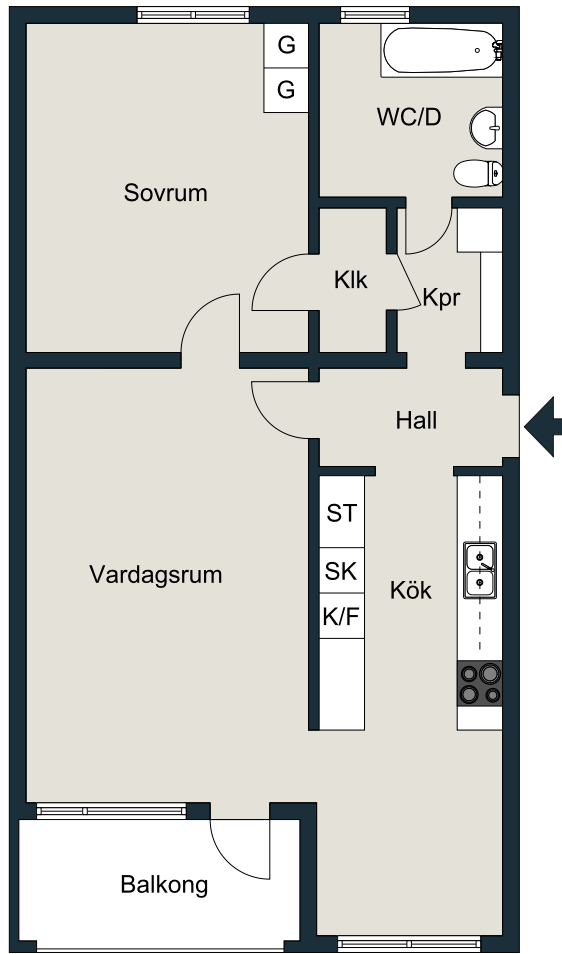 G
G
WC/D
Sovrum
Klk
Kpr
Hall
ST
Vardagsrum
SK
Kök
K/F
Balkong